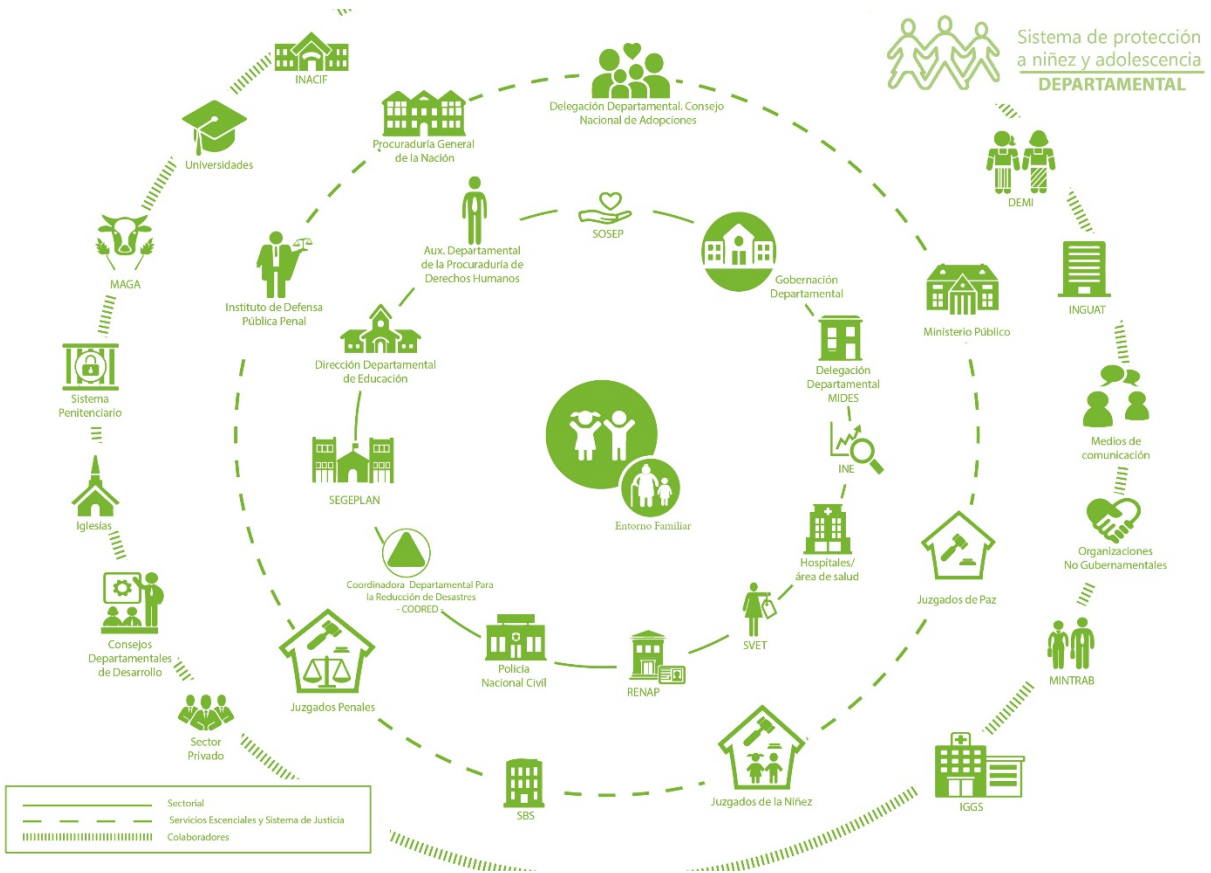 Sistema de protección
a niñez y adolescencia
DEPARTAMENTAL
INACIF
Universidades
MAGA
Sistema
Penitenciario
Iglesías
Consejos
Departamentales
de Desarrollo
Sector
Privado
DEMI
INGUAT
Medios de
comunicación
Organizaciones
No Gubernamentales
MINTRAB
IGGS
Delegación Departamental. Consejo
Nacional de Adopciones
Procuraduría General
de la Nación
Instituto de Defensa
Pública Penal
Ministerio Público
Juzgados de Paz
Juzgados de la Niñez
SBS
Juzgados Penales
SOSEP
Aux. Departamental
de la Procuraduría de
Derechos Humanos
Gobernación
Departamental
Dirección Departamental
de Educación
Delegación
Departamental
MIDES
INE
SEGEPLAN
Hospitales/
área de salud
Coordinadora Departamental Para
la Reducción de Desastres
- CODRED -
SVET
Policía
Nacional Civil
RENAP
Entorno Familiar
Sectorial
Servicios Escenciales y Sistema de Justicia
Colaboradores